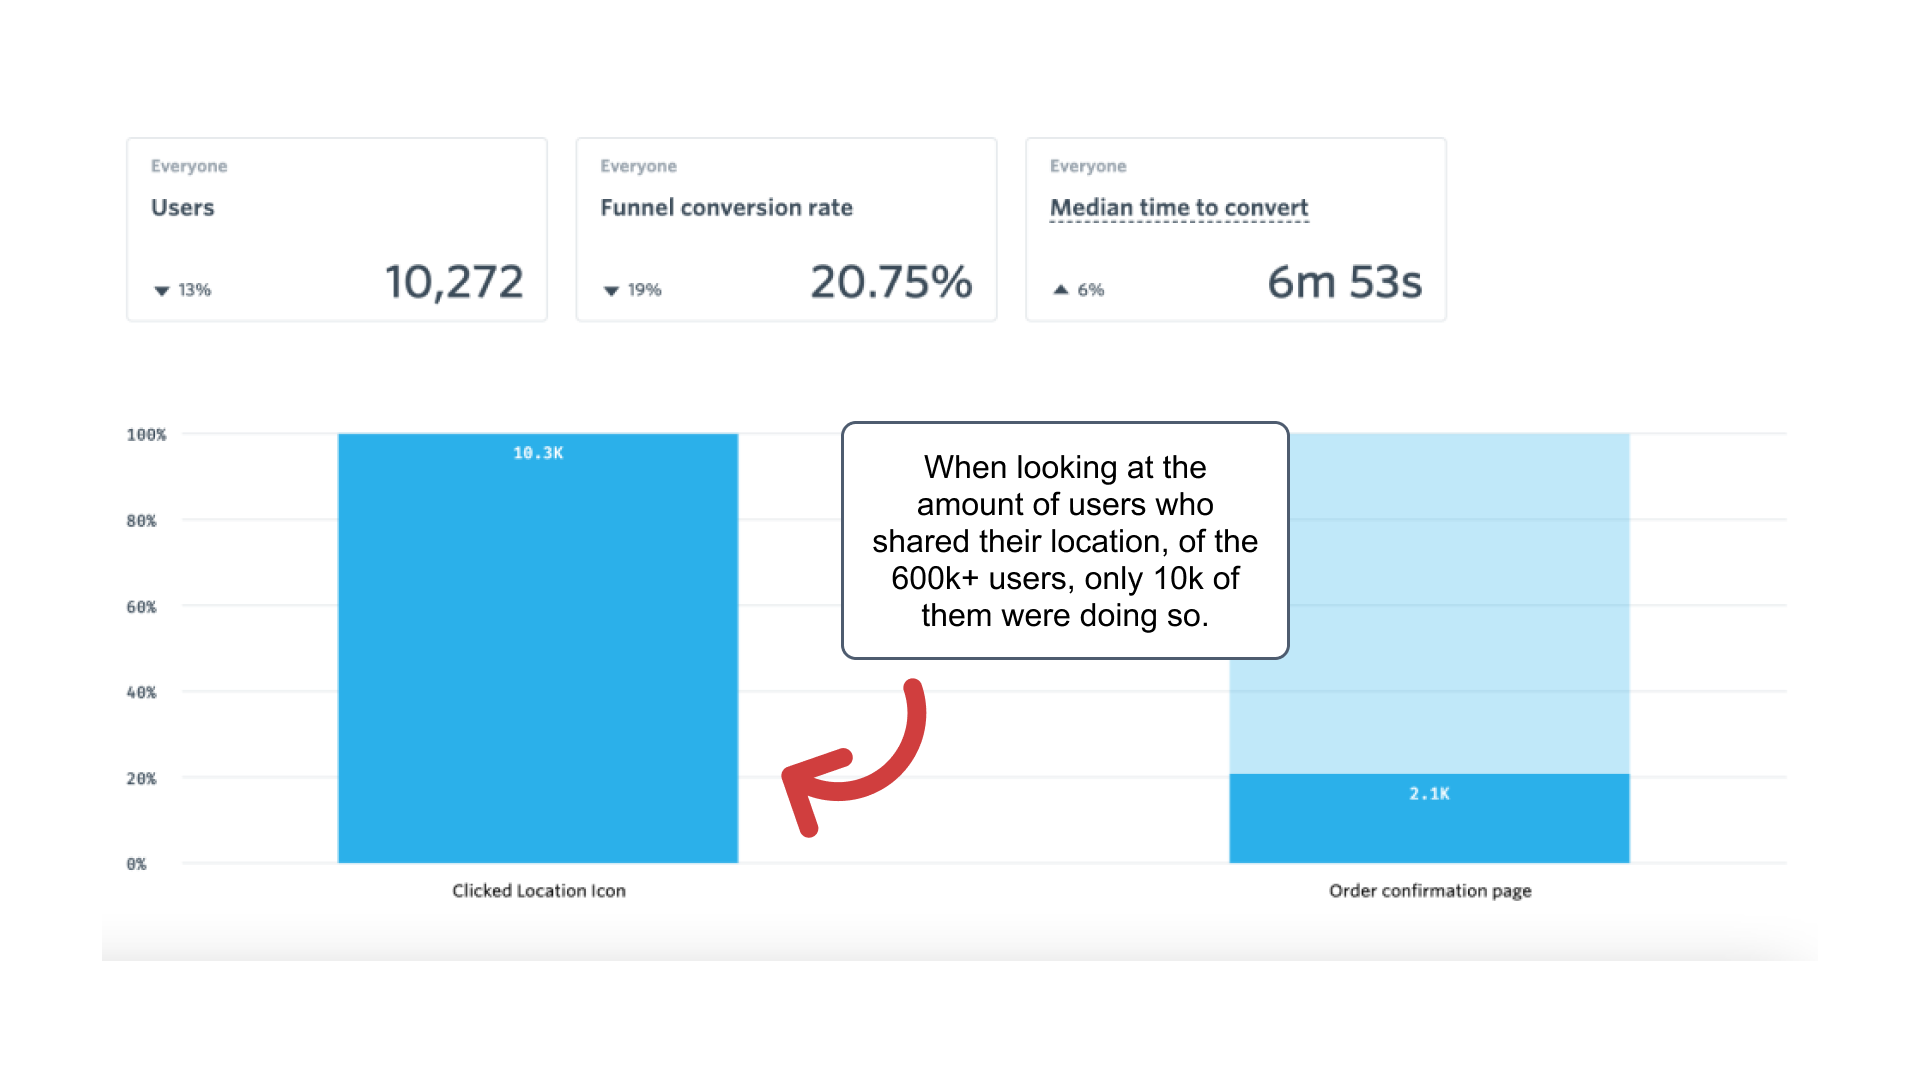 Everyone
Users
▼ 13%
10,272
Everyone
Funnel conversion rate
▼ 19%
20.75%
Everyone
Median time to convert
▲ 6%
6m 53s
100%
80%
60%
40%
20%
0%
10.3K
When looking at the
amount of users who
shared their location, of the
600k+ users, only 10k of
them were doing so.
2.1K
Clicked Location Icon
Order confirmation page